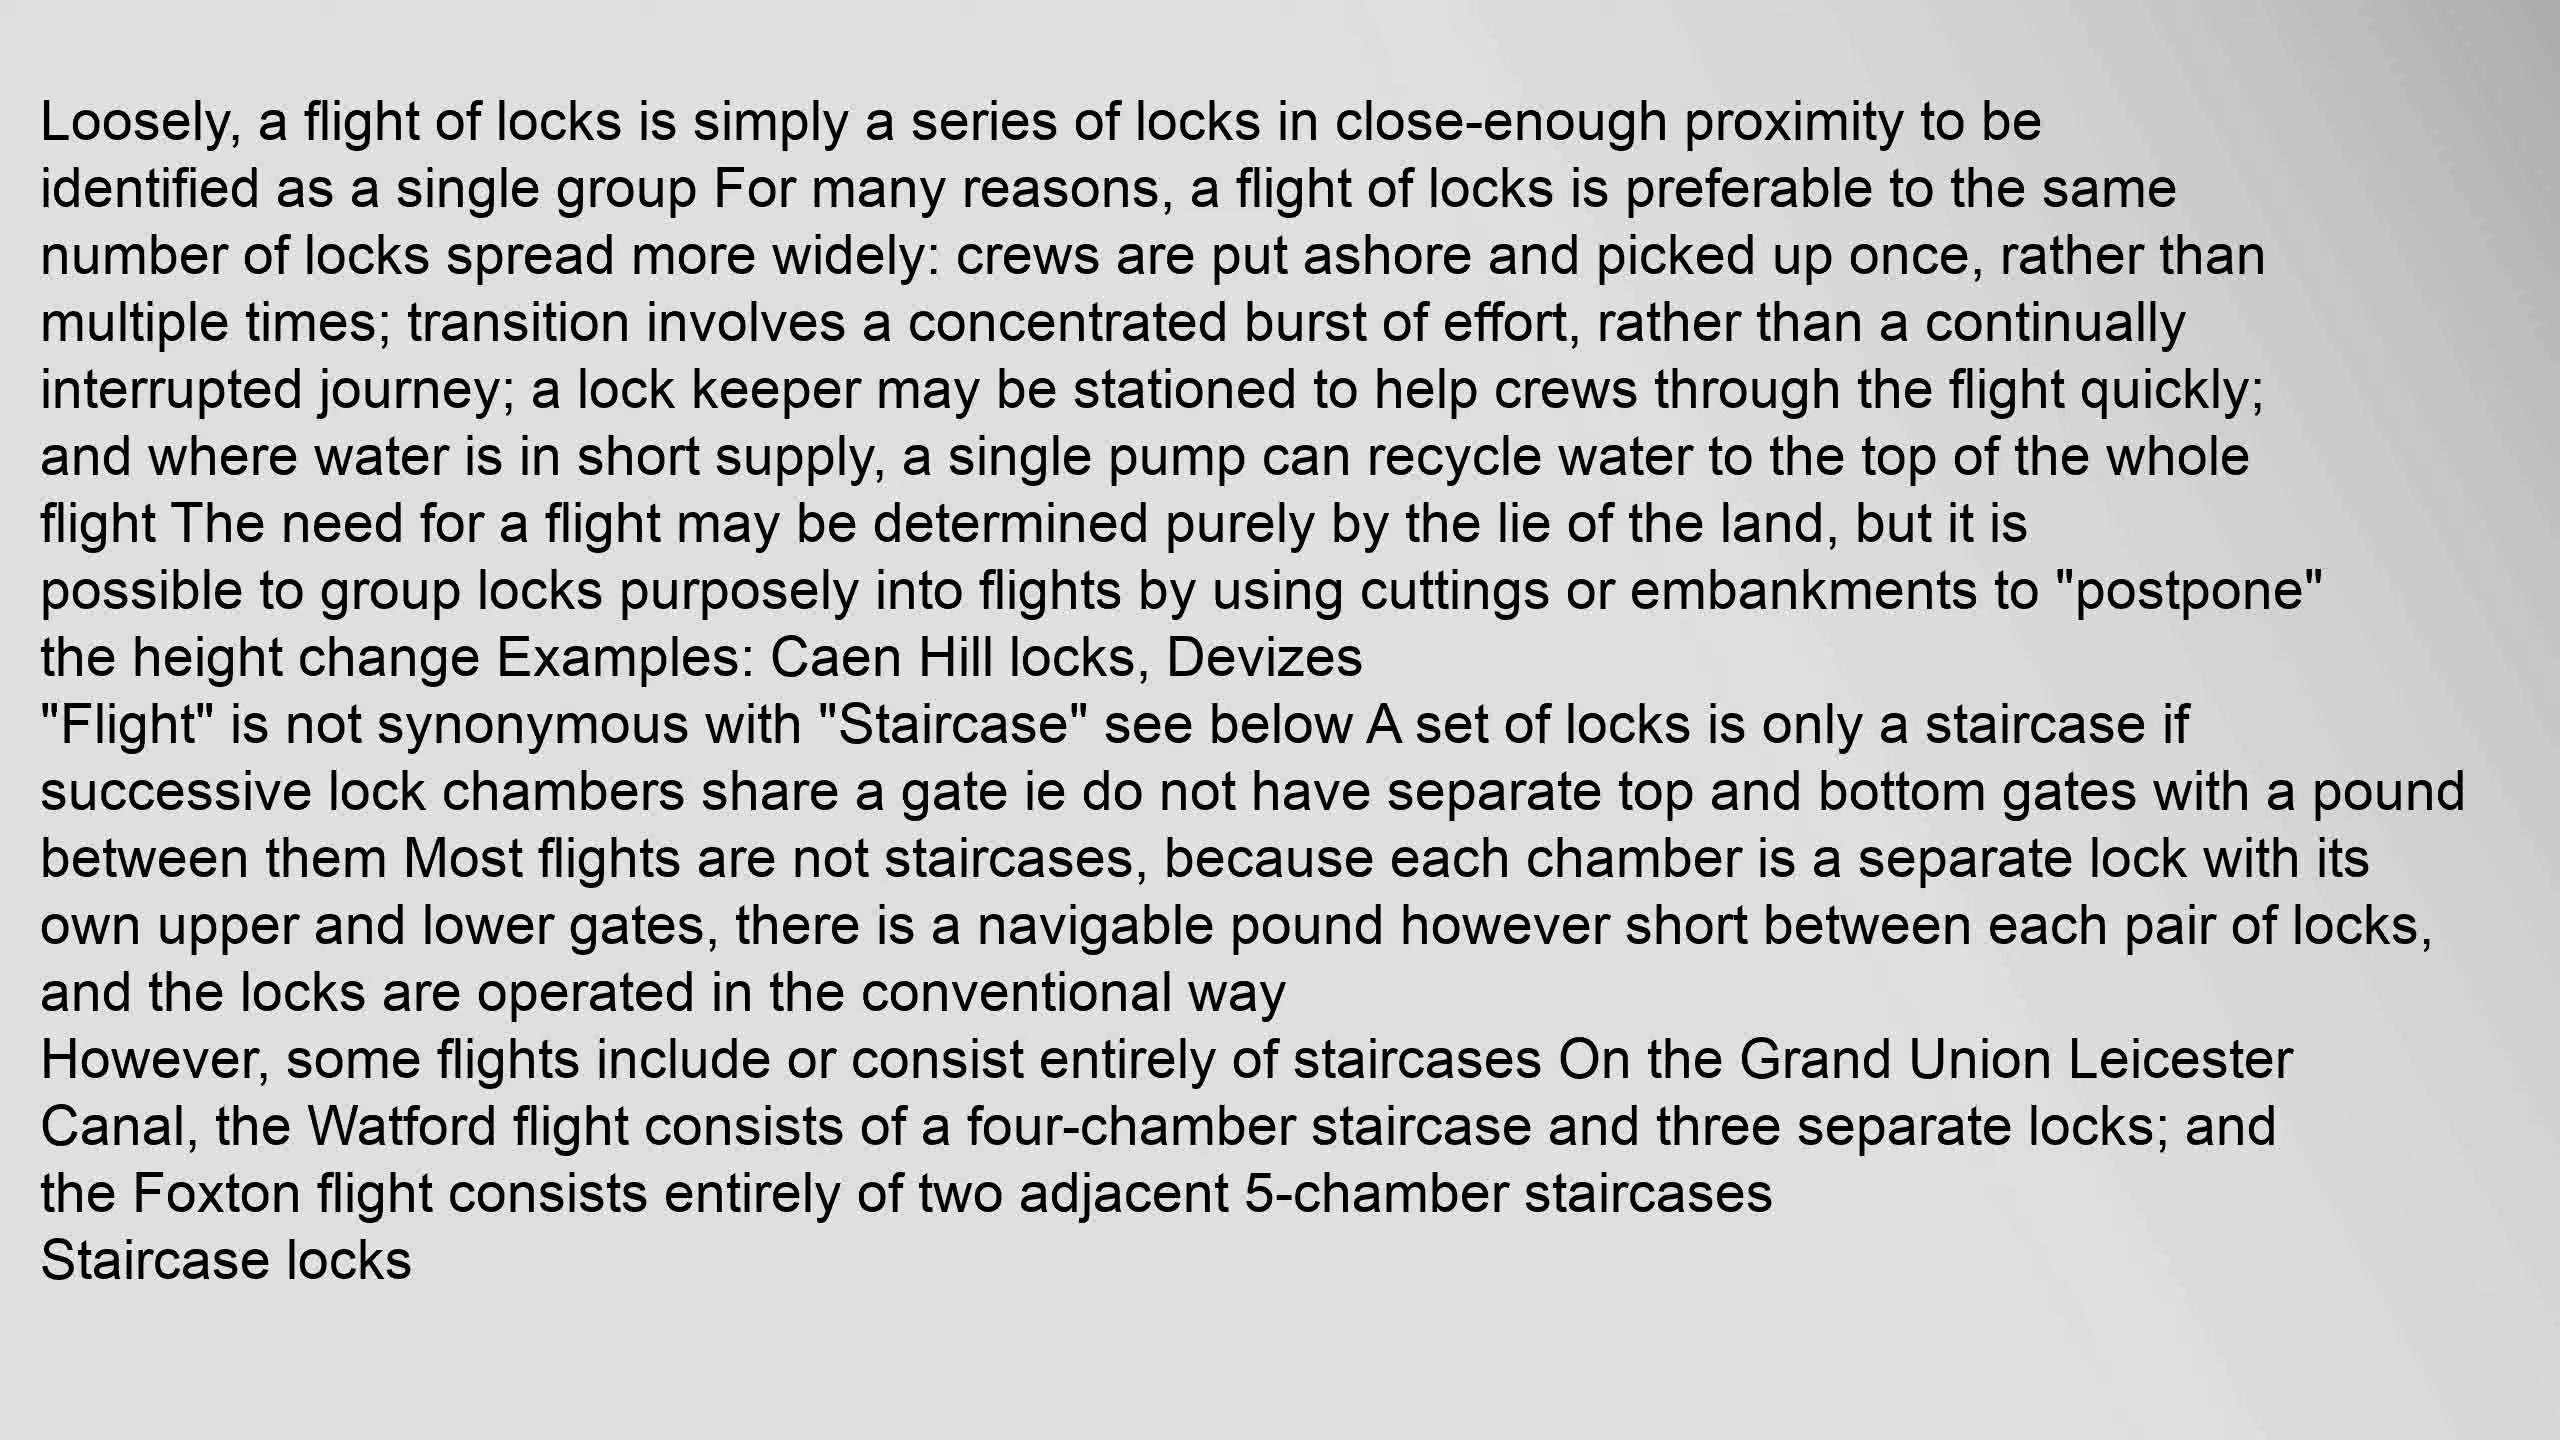 Loosely, a flight of locks is simply a series of locks in close-enough proximity to be
identified as a single group For many reasons, a flight of locks is preferable to the same
number of locks spread more widely: crews are put ashore and picked up once, rather than
multiple times; transition involves a concentrated burst of effort, rather than a continually
interrupted journey; a lock keeper may be stationed to help crews through the flight quickly;
and where water is in short supply, a single pump can recycle water to the top of the whole
flight The need for a flight may be determined purely by the lie of the land, but it is
possible to group locks purposely into flights by using cuttings or embankments to "postpone"
the height change Examples: Caen Hill locks, Devizes
"Flight" is not synonymous with "Staircase" see below A set of locks is only a staircase if
successive lock chambers share a gate ie do not have separate top and bottom gates with a pound
between them Most flights are not staircases, because each chamber is a separate lock with its
own upper and lower gates, there is a navigable pound however short between each pair of locks,
and the locks are operated in the conventional way
However, some flights include or consist entirely of staircases On the Grand Union Leicester
Canal, the Watford flight consists of a four-chamber staircase and three separate locks; and
the Foxton flight consists entirely of two adjacent 5-chamber staircases
Staircase locks